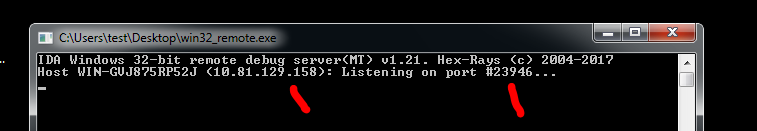 C:\Users\test\Desktop\win32_remote.exe
IDA Windows 32-bit remote debug server(MT) v1.21. Hex-Rays (c) 2004-2017
Host WIN-GVJ875RP52J (10.81.129.158): Listening on port #23946...